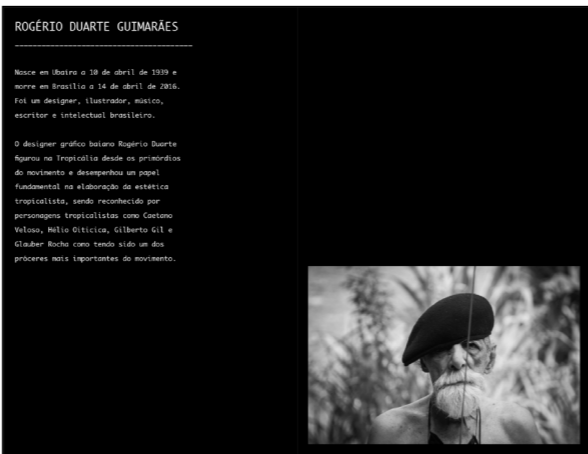 ROGÉRIO DUARTE GUIMARÃES
----------------------------------------
Nasce em Ubaíra a 10 de abril de 1939 e
morre em Brasília a 14 de abril de 2016.
Foi um designer, ilustrador, músico,
escritor e intelectual brasileiro.
O designer gráfico baiano Rogério Duarte
figurou na Tropicália desde os primórdios
do movimento e desempenhou um papel
fundamental na elaboração da estética
tropicalista, sendo reconhecido por
personagens tropicalistas como Caetano
Veloso, Hélio Oiticica, Gilberto Gil e
Glauber Rocha como tendo sido um dos
próceres mais importantes do movimento.